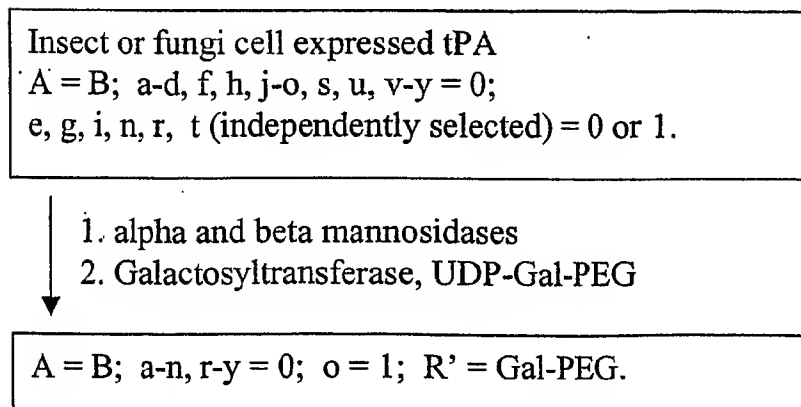 Insect or fungi cell expressed tPA
A = B; a-d, f, h, j-o, s, u, v-y = 0;
e, g, i, n, r, t (independently selected) = 0 or 1.
1. alpha and beta mannosidases
2. Galactosyltransferase, UDP-Gal-PEG
A = B; a-n, r-y = 0; o = 1; R’ = Gal-PEG.